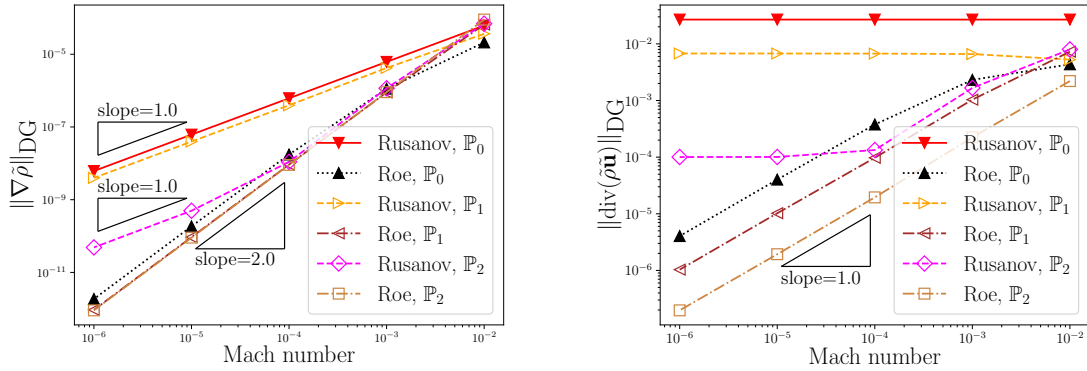 ‖∇ρ̃‖DG
10⁻⁵
10⁻⁷
10⁻⁹
10⁻¹¹
slope=1.0
slope=1.0
slope=2.0
Rusanov, ℙ₀
Roe, ℙ₀
Rusanov, ℙ₁
Roe, ℙ₁
Rusanov, ℙ₂
Roe, ℙ₂
10⁻⁶ 10⁻⁵ 10⁻⁴ 10⁻³ 10⁻²
Mach number
‖div(ρ̃ũ)‖DG
10⁻²
10⁻³
10⁻⁴
10⁻⁵
10⁻⁶
slope=1.0
Rusanov, ℙ₀
Roe, ℙ₀
Rusanov, ℙ₁
Roe, ℙ₁
Rusanov, ℙ₂
Roe, ℙ₂
10⁻⁶ 10⁻⁵ 10⁻⁴ 10⁻³ 10⁻²
Mach number